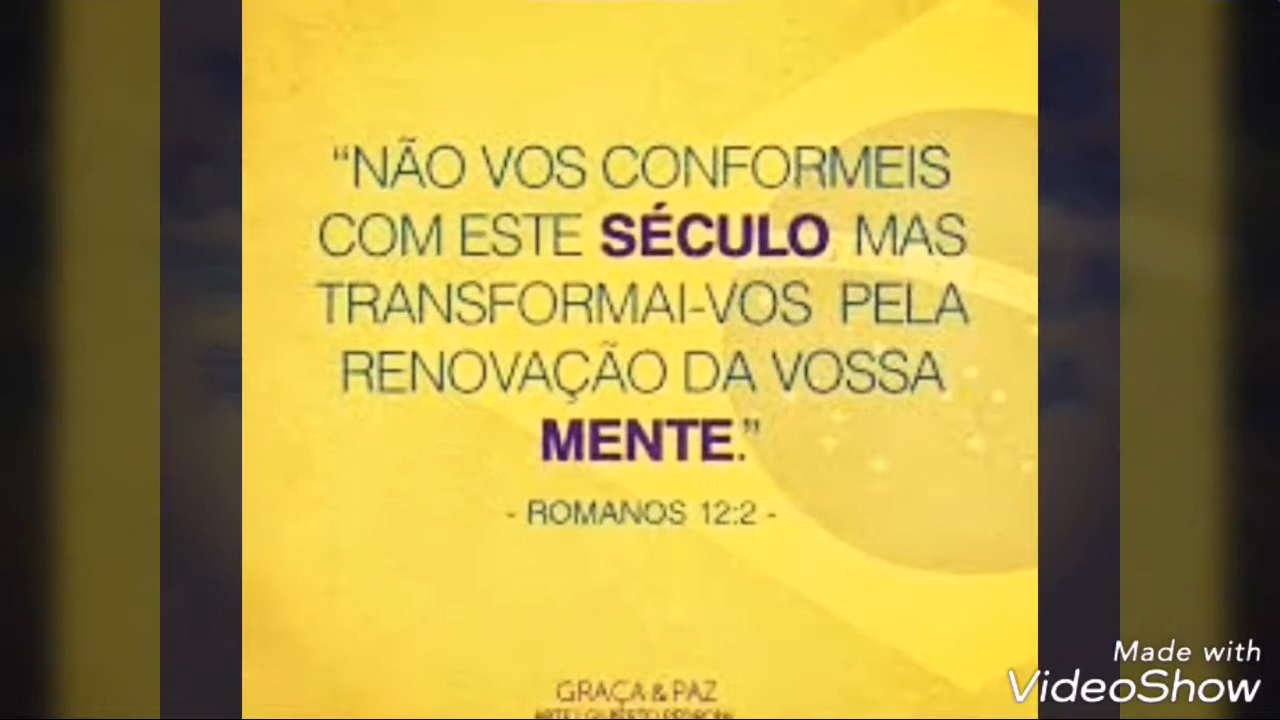 “NÃO VOS CONFORMEIS
COM ESTE SÉCULO, MAS
TRANSFORMAI-VOS PELA
RENOVAÇÃO DA VOSSA
MENTE.”
- ROMANOS 12:2 -
GRAÇA & PAZ
Made with
VideoShow